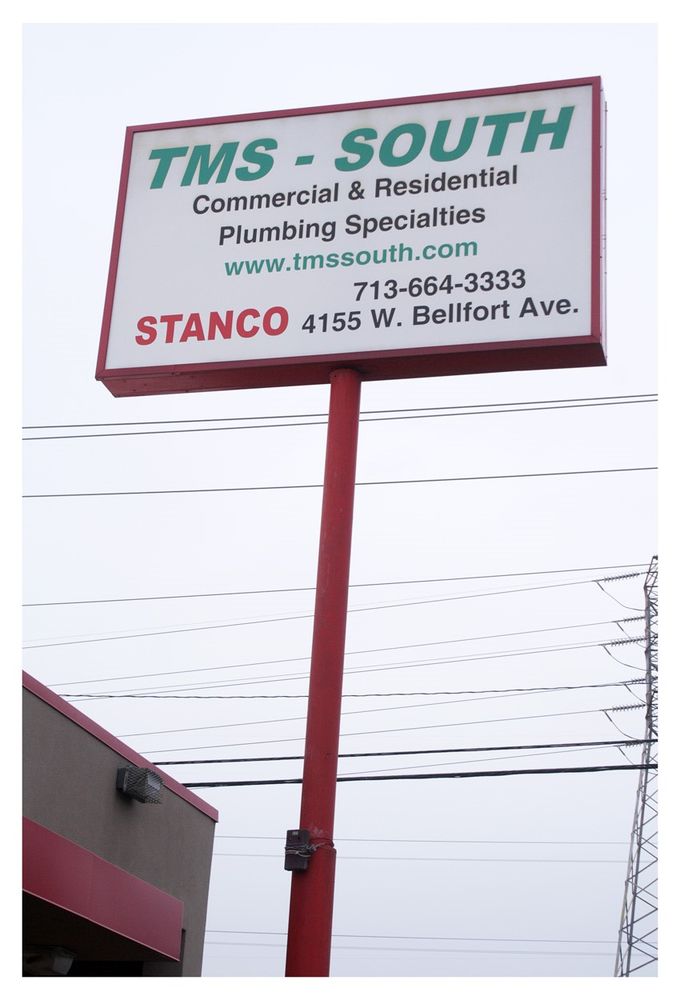 TMS - SOUTH
Commercial & Residential
Plumbing Specialties
www.tmssouth.com
713-664-3333
STANCO 4155 W. Bellfort Ave.